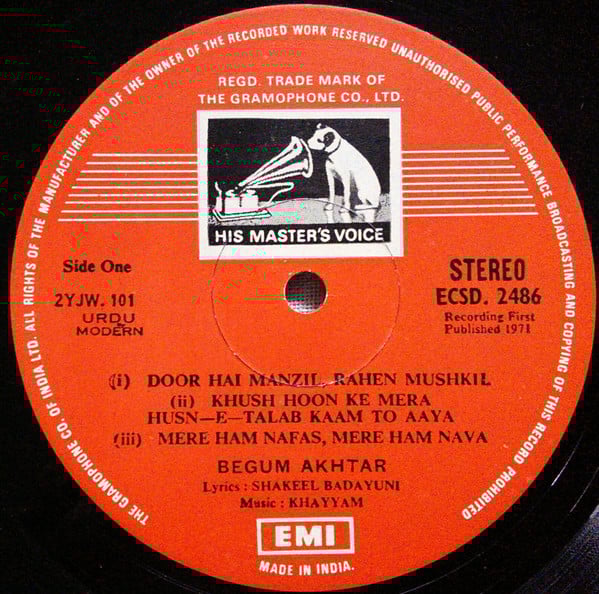 THE GRAMOPHONE CO. OF INDIA LTD. ALL RIGHTS OF THE MANUFACTURER AND OF THE OWNER OF THE RECORDED WORK RESERVED UNAUTHORISED PUBLIC PERFORMANCE BROADCASTING AND COPYING OF THIS RECORD PROHIBITED
REGD. TRADE MARK OF
THE GRAMOPHONE CO., LTD.
HIS MASTER'S VOICE
Side One
2YJW. 101
URDU
MODERN
STEREO
ECSD. 2486
Recording First
Published 1971
(i) DOOR HAI MANZIL RAHEN MUSHKIL
(ii) KHUSH HOON KE MERA
HUSN—E—TALAB KAAM TO AAYA
(iii) MERE HAM NAFAS, MERE HAM NAVA
BEGUM AKHTAR
Lyrics : SHAKEEL BADAYUNI
Music : KHAYYAM
EMI
MADE IN INDIA.